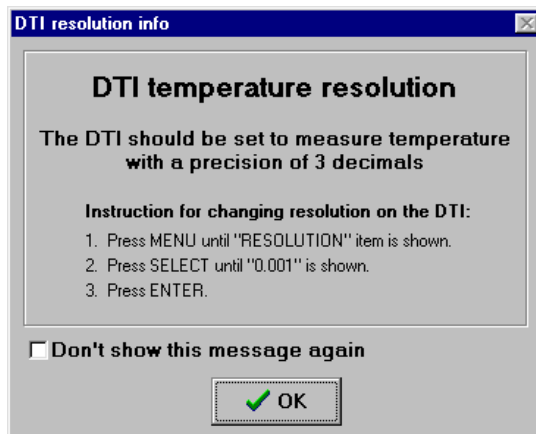 DTI resolution info
DTI temperature resolution
The DTI should be set to measure temperature
with a precision of 3 decimals
Instruction for changing resolution on the DTI:
1. Press MENU until "RESOLUTION" item is shown.
2. Press SELECT until "0.001" is shown.
3. Press ENTER.
Don't show this message again
OK